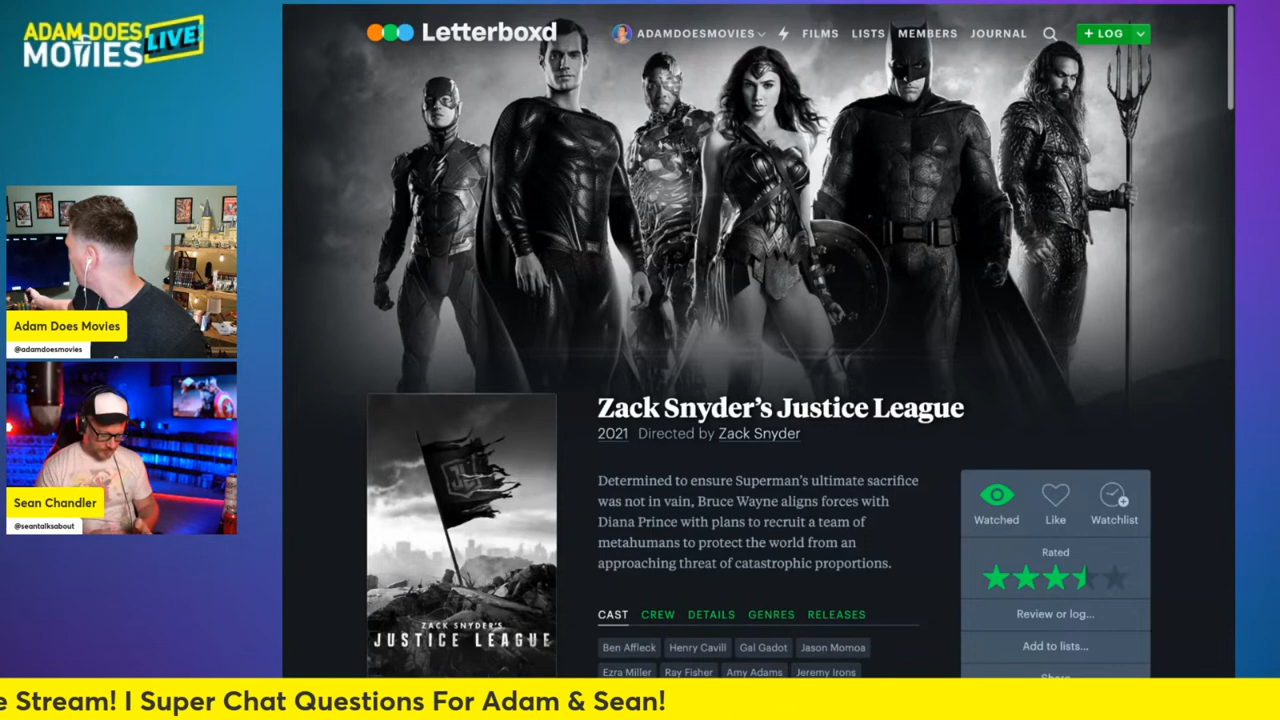 ADAM DOES
MOVIES
LIVE!
Letterboxd
ADAMDOESMOVIES
FILMS
LISTS
MEMBERS
JOURNAL
+ LOG
Adam Does Movies
@adamdoesmovies
Sean Chandler
@seantalksabout
ZACK SNYDER'S
JUSTICE LEAGUE
Zack Snyder's Justice League
2021 Directed by Zack Snyder
Determined to ensure Superman's ultimate sacrifice
was not in vain, Bruce Wayne aligns forces with
Diana Prince with plans to recruit a team of
metahumans to protect the world from an
approaching threat of catastrophic proportions.
CAST CREW DETAILS GENRES RELEASES
Ben Affleck Henry Cavill Gal Gadot Jason Momoa
Ezra Miller Ray Fisher Amy Adams Jeremy Irons
Watched Like Watchlist
Rated
Review or log...
Add to lists...
Share
e Stream! I Super Chat Questions For Adam & Sean!